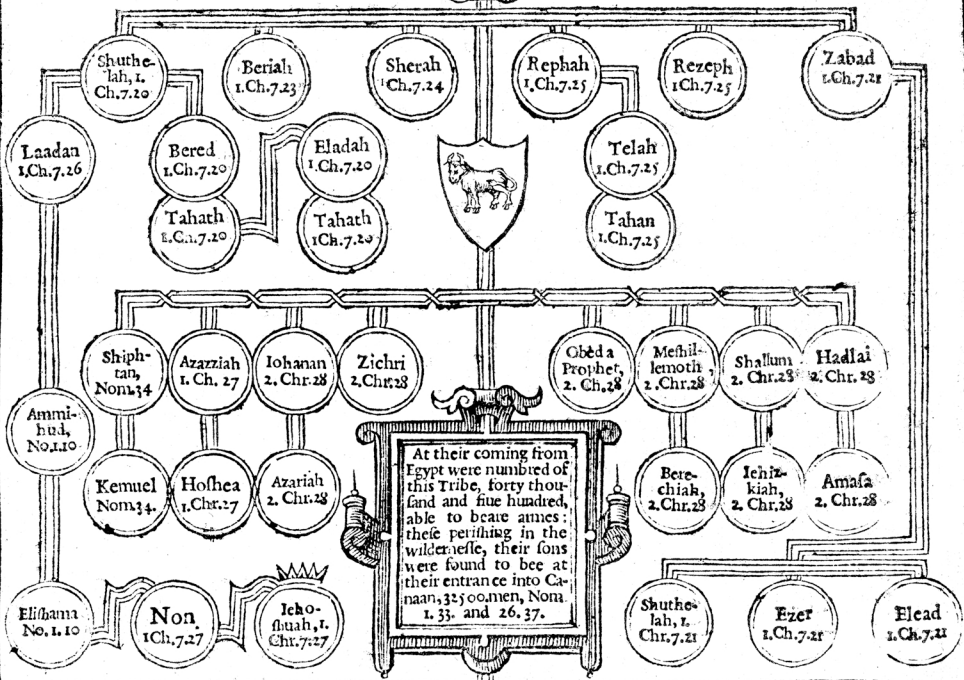 Shuthe-
lah, 1.
Ch.7.20
Beriah
1.Ch.7.23
Sherah
1Ch.7.24
Rephah
1.Ch.7.25
Rezeph
1Ch.7.25
Zabad
1.Ch.7.21
Laadan
1.Ch.7.26
Bered
1.Ch.7.20
Eladah
1.Ch.7.20
Telah
1.Ch.7.25
Tahath
1.Ch.7.20
Tahath
1Ch.7.20
Tahan
1.Ch.7.25
Shiph-
tan,
Nom.34
Azazziah
1. Ch. 27
Iohanan
2. Chr.28
Zichri
2.Chr.28
Obed a
Prophet,
2. Ch.28
Meſhil-
lemoth,
2.Chr.28
Shallum
2. Chr.28
Hadlai
2. Chr. 28
Ammi-
hud,
No.1.10
Kemuel
Nom.34.
Hoſhea
1.Chr.27
Azariah
2. Chr.28
Bere-
chiah,
2.Chr.28
Iehiz-
kiah,
2. Chr.28
Amaſa
2. Chr.28
At their coming from
Egypt were numbred of
this Tribe, forty thou-
ſand and fiue hundred,
able to beare armes:
theſe periſhing in the
wilderneſſe, their ſons
were found to bee at
their entrance into Ca-
naan, 32500.men, Nom.
1. 33. and 26.37.
Eliſhama
No. 1. 10
Non
1Ch.7.27
Ieho-
ſhuah, 1.
Chr.7.27
Shuthe-
lah, 1.
Chr.7.21
Ezer
1.Ch.7.21
Elead
1.Ch.7.21